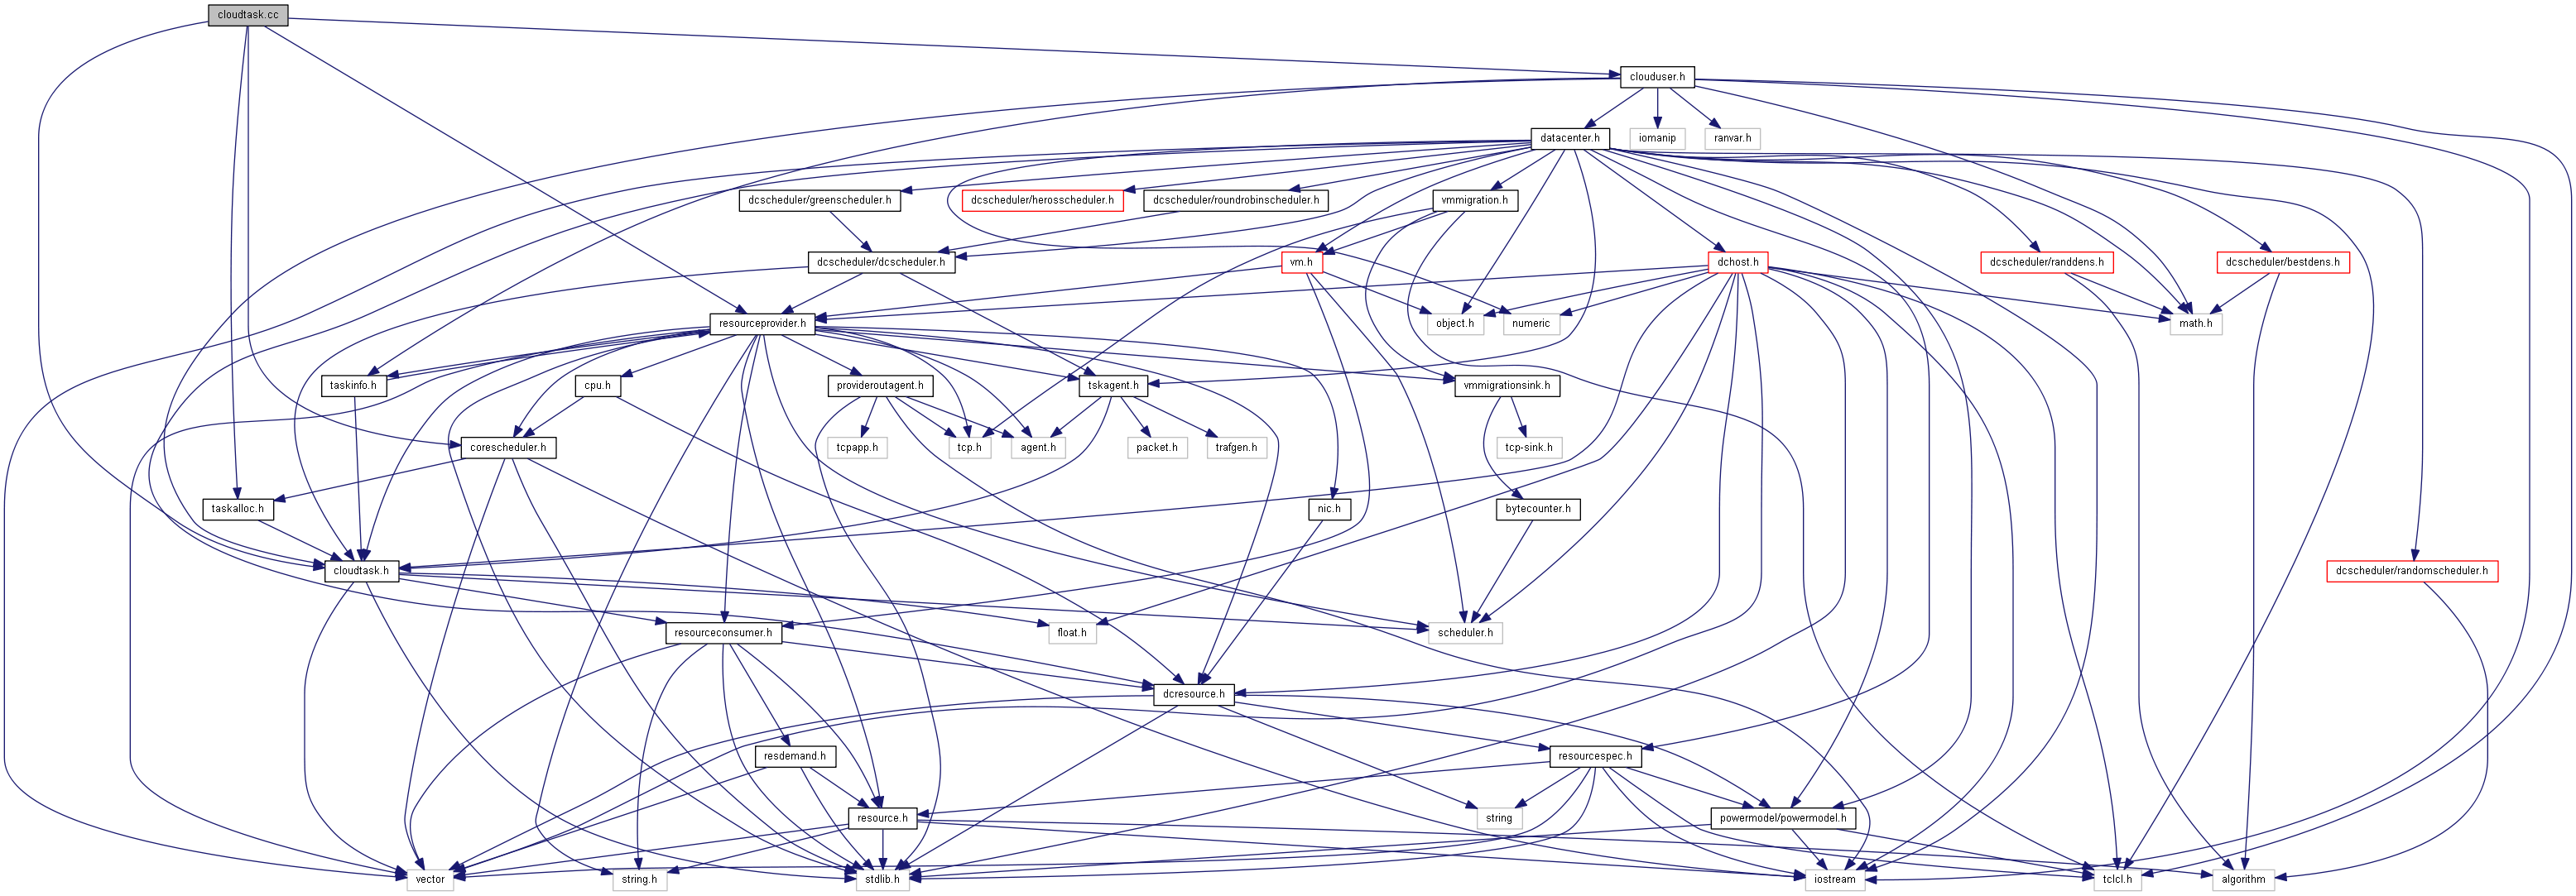 cloudtask.cc
clouduser.h
datacenter.h
iomanip
ranvar.h
dcscheduler/greenscheduler.h
dcscheduler/herosscheduler.h
dcscheduler/roundrobinscheduler.h
vmmigration.h
dcscheduler/dcscheduler.h
vm.h
dchost.h
dcscheduler/randdens.h
dcscheduler/bestdens.h
resourceprovider.h
object.h
numeric
math.h
taskinfo.h
cpu.h
provideroutagent.h
tskagent.h
vmmigrationsink.h
corescheduler.h
tcpapp.h
tcp.h
agent.h
packet.h
trafgen.h
tcp-sink.h
taskalloc.h
nic.h
bytecounter.h
cloudtask.h
dcscheduler/randomscheduler.h
resourceconsumer.h
float.h
scheduler.h
dcresource.h
resdemand.h
resourcespec.h
resource.h
string
powermodel/powermodel.h
vector
string.h
stdlib.h
iostream
tclcl.h
algorithm